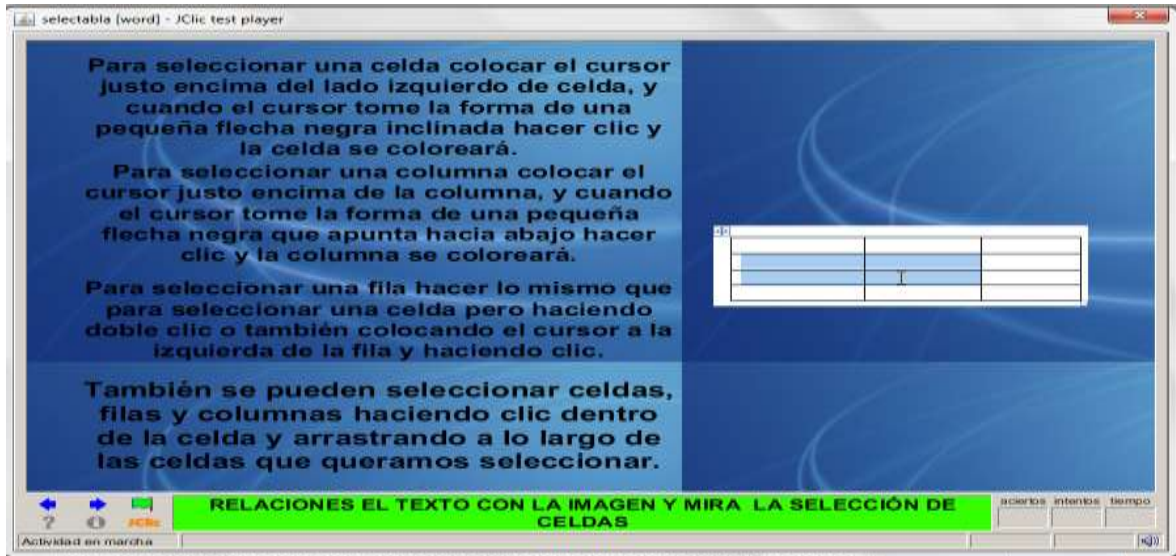 selectabla (word) - JClic test player
Para seleccionar una celda colocar el cursor
justo encima del lado izquierdo de celda, y
cuando el cursor tome la forma de una
pequeña flecha negra inclinada hacer clic y
la celda se coloreará.
Para seleccionar una columna colocar el
cursor justo encima de la columna, y cuando
el cursor tome la forma de una pequeña
flecha negra que apunta hacia abajo hacer
clic y la columna se coloreará.
Para seleccionar una fila hacer lo mismo que
para seleccionar una celda pero haciendo
doble clic o también colocando el cursor a la
izquierda de la fila y haciendo clic.
También se pueden seleccionar celdas,
filas y columnas haciendo clic dentro
de la celda y arrastrando a lo largo de
las celdas que queramos seleccionar.
RELACIONES EL TEXTO CON LA IMAGEN Y MIRA LA SELECCIÓN DE
CELDAS
aciertos intentos tiempo
JClic
Actividad en marcha